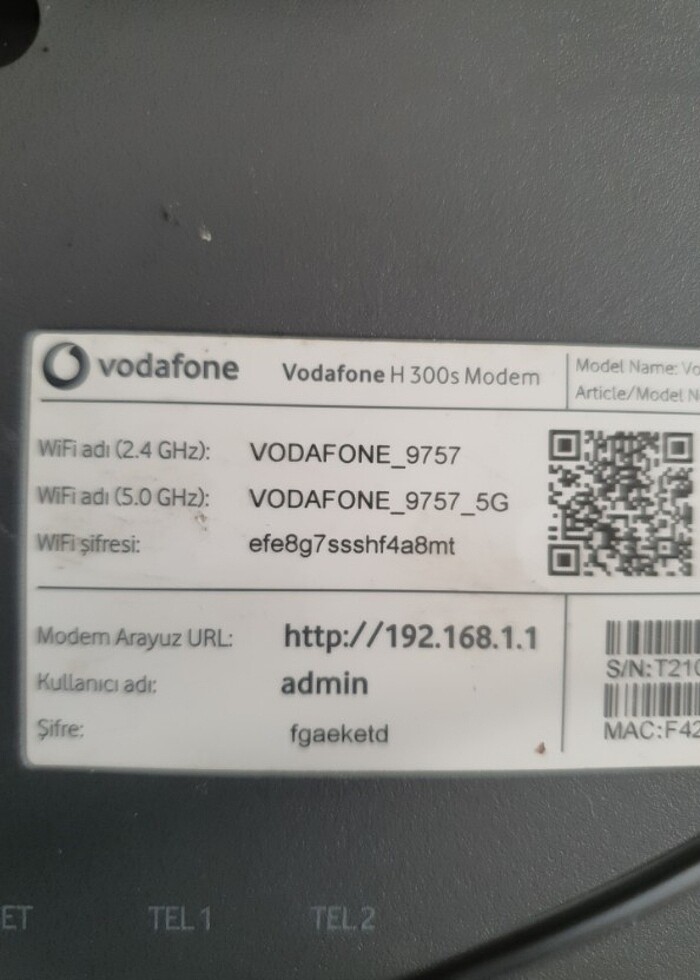 vodafone Vodafone H 300s Modem
Model Name: Vo
Article/Model N
WiFi adı (2.4 GHz): VODAFONE_9757
WiFi adı (5.0 GHz): VODAFONE_9757_5G
WiFi şifresi: efe8g7ssshf4a8mt
Modem Arayuz URL: http://192.168.1.1
Kullanıcı adı: admin
Şifre: fgaeketd
S/N:T210
MAC:F42
ET TEL 1 TEL 2